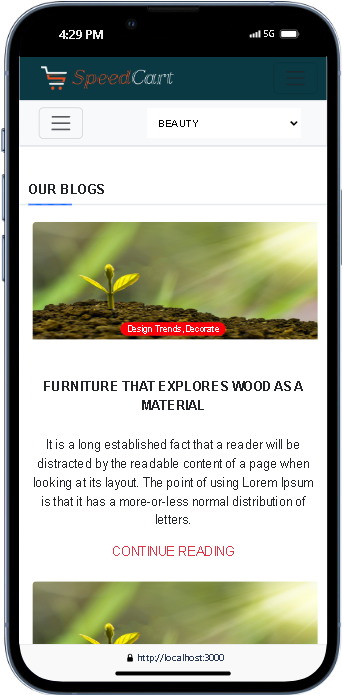 4:29 PM 5G
SpeedCart
BEAUTY
OUR BLOGS
Design Trends, Decorate
FURNITURE THAT EXPLORES WOOD AS A
MATERIAL
It is a long established fact that a reader will be
distracted by the readable content of a page when
looking at its layout. The point of using Lorem Ipsum
is that it has a more-or-less normal distribution of
letters.
CONTINUE READING
http://localhost:3000